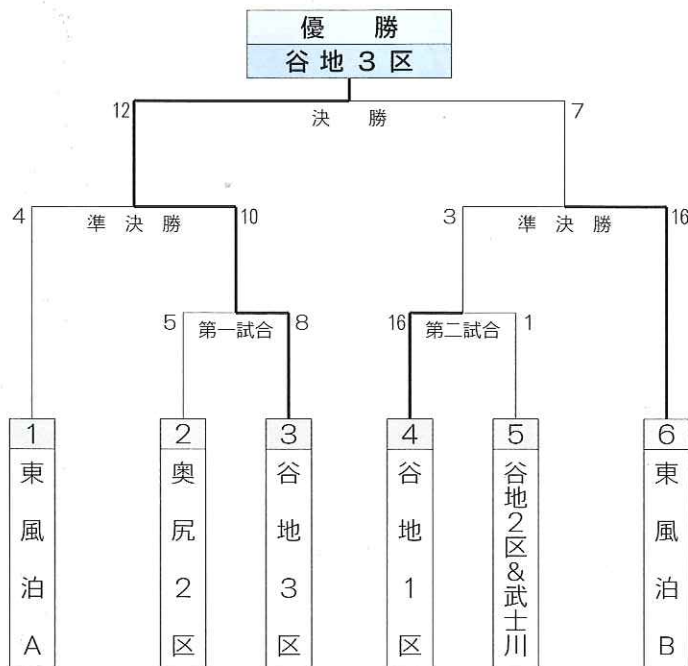 優勝
谷地3区
12
決勝
7
4
準決勝
10
3
準決勝
16
5
第一試合
8
16
第二試合
1
1
2
3
4
5
6
東風泊A
奥尻2区
谷地3区
谷地1区
谷地2区&武士川
東風泊B